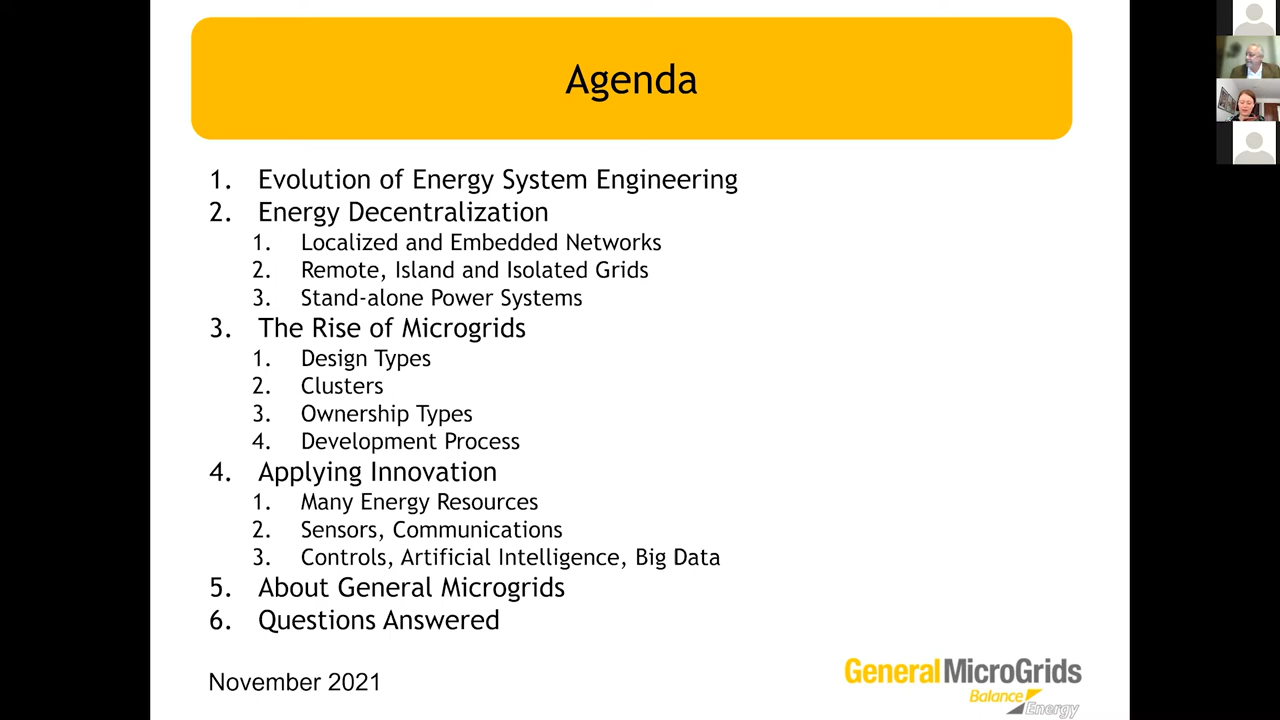 Agenda
1. Evolution of Energy System Engineering
2. Energy Decentralization
1. Localized and Embedded Networks
2. Remote, Island and Isolated Grids
3. Stand-alone Power Systems
3. The Rise of Microgrids
1. Design Types
2. Clusters
3. Ownership Types
4. Development Process
4. Applying Innovation
1. Many Energy Resources
2. Sensors, Communications
3. Controls, Artificial Intelligence, Big Data
5. About General Microgrids
6. Questions Answered
November 2021
GeneralMicroGrids
Balance
Energy